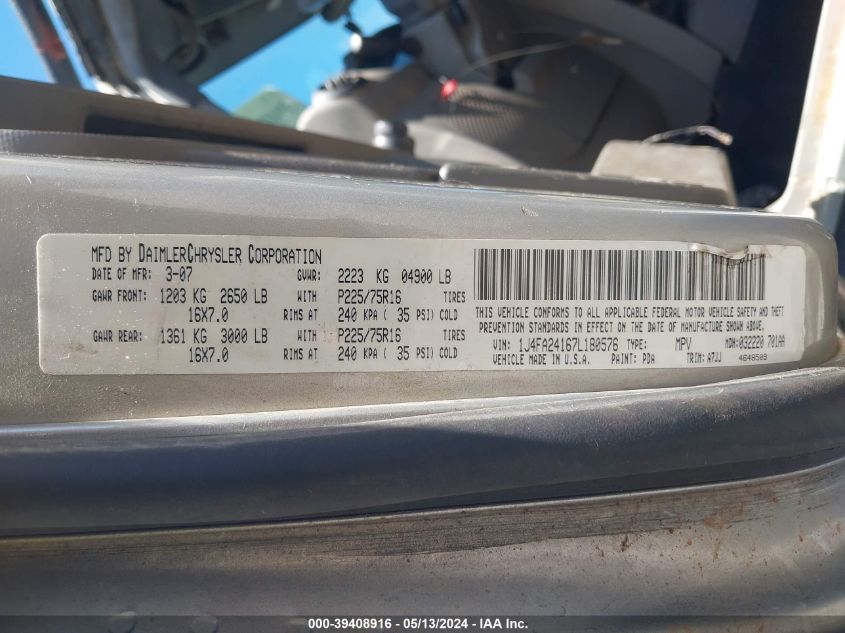 MFD BY DAIMLERCHRYSLER CORPORATION
DATE OF MFR: 3-07 GVWR: 2223 KG 04900 LB
GAWR FRONT: 1203 KG 2650 LB WITH P225/75R16 TIRES
16X7.0 RIMS AT 240 KPA ( 35 PSI) COLD
GAWR REAR: 1361 KG 3000 LB WITH P225/75R16 TIRES
16X7.0 RIMS AT 240 KPA ( 35 PSI) COLD
THIS VEHICLE CONFORMS TO ALL APPLICABLE FEDERAL MOTOR VEHICLE SAFETY AND THEFT
PREVENTION STANDARDS IN EFFECT ON THE DATE OF MANUFACTURE SHOWN ABOVE.
VIN: 1J4FA24167L180576 TYPE: MPV MDH: 032220 701AA
VEHICLE MADE IN U.S.A. PAINT: PDA TRIM: A7JJ 4648503
000-39408916 - 05/13/2024 - IAA Inc.